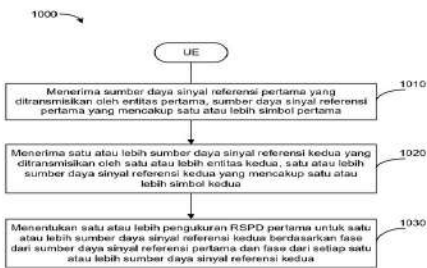 1000
UE
Menerima sumber daya sinyal referensi pertama yang
ditransmisikan oleh entitas pertama, sumber daya sinyal referensi
pertama yang mencakup satu atau lebih simbol pertama
1010
Menerima satu atau lebih sumber daya sinyal referensi kedua yang
ditransmisikan oleh satu atau lebih entitas kedua, satu atau lebih
sumber daya sinyal referensi kedua yang mencakup satu atau
lebih simbol kedua
1020
Menentukan satu atau lebih pengukuran RSPD pertama untuk satu
atau lebih sumber daya sinyal referensi kedua berdasarkan fase
dari sumber daya sinyal referensi pertama dan fase dari setiap satu
atau lebih sumber daya sinyal referensi kedua
1030